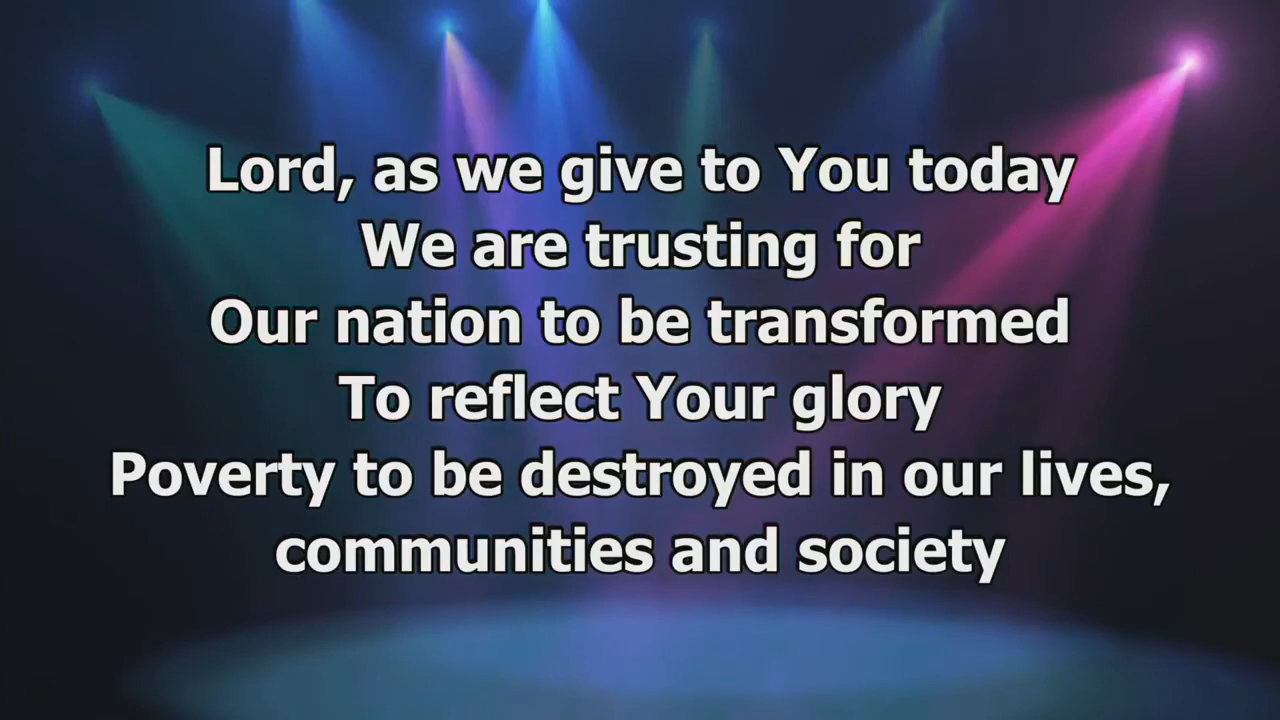 Lord, as we give to You today
We are trusting for
Our nation to be transformed
To reflect Your glory
Poverty to be destroyed in our lives,
communities and society